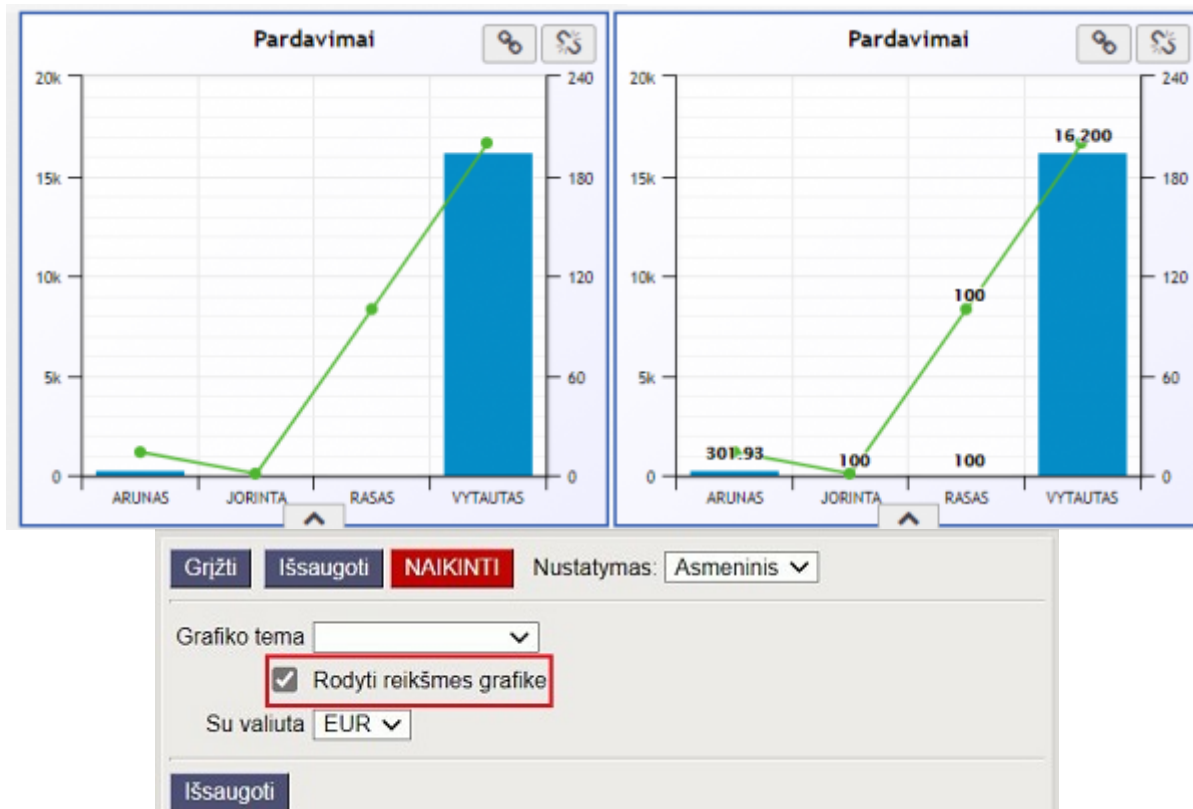 Pardavimai
20k
15k
10k
5k
0
240
180
120
60
0
ARUNAS JORINTA RASAS VYTAUTAS
Pardavimai
20k
15k
10k
5k
0
240
180
120
60
0
16,200
100
301.93 100 100
ARUNAS JORINTA RASAS VYTAUTAS
Grįžti Išsaugoti NAIKINTI Nustatymas: Asmeninis
Grafiko tema
Rodyti reikšmes grafike
Su valiuta EUR
Išsaugoti